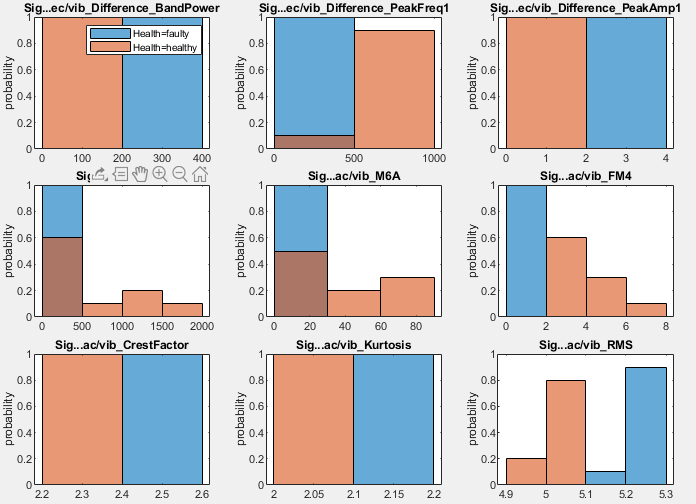 Sig...ec/vib_Difference_BandPower
Sig...ec/vib_Difference_PeakFreq1
Sig...ec/vib_Difference_PeakAmp1
probability
1
0.8
0.6
0.4
0.2
0
Health=faulty
Health=healthy
0 100 200 300 400
probability
1
0.8
0.6
0.4
0.2
0
0 500 1000
probability
1
0.8
0.6
0.4
0.2
0
0 1 2 3 4
Sig...ac/vib_M6A
Sig...ac/vib_FM4
probability
1
0.8
0.6
0.4
0.2
0
0 500 1000 1500 2000
probability
1
0.8
0.6
0.4
0.2
0
0 20 40 60 80
probability
1
0.8
0.6
0.4
0.2
0
0 2 4 6 8
Sig...ac/vib_CrestFactor
Sig...ac/vib_Kurtosis
Sig...ac/vib_RMS
probability
1
0.8
0.6
0.4
0.2
0
2.2 2.3 2.4 2.5 2.6
probability
1
0.8
0.6
0.4
0.2
0
2 2.05 2.1 2.15 2.2
probability
1
0.8
0.6
0.4
0.2
0
4.9 5 5.1 5.2 5.3